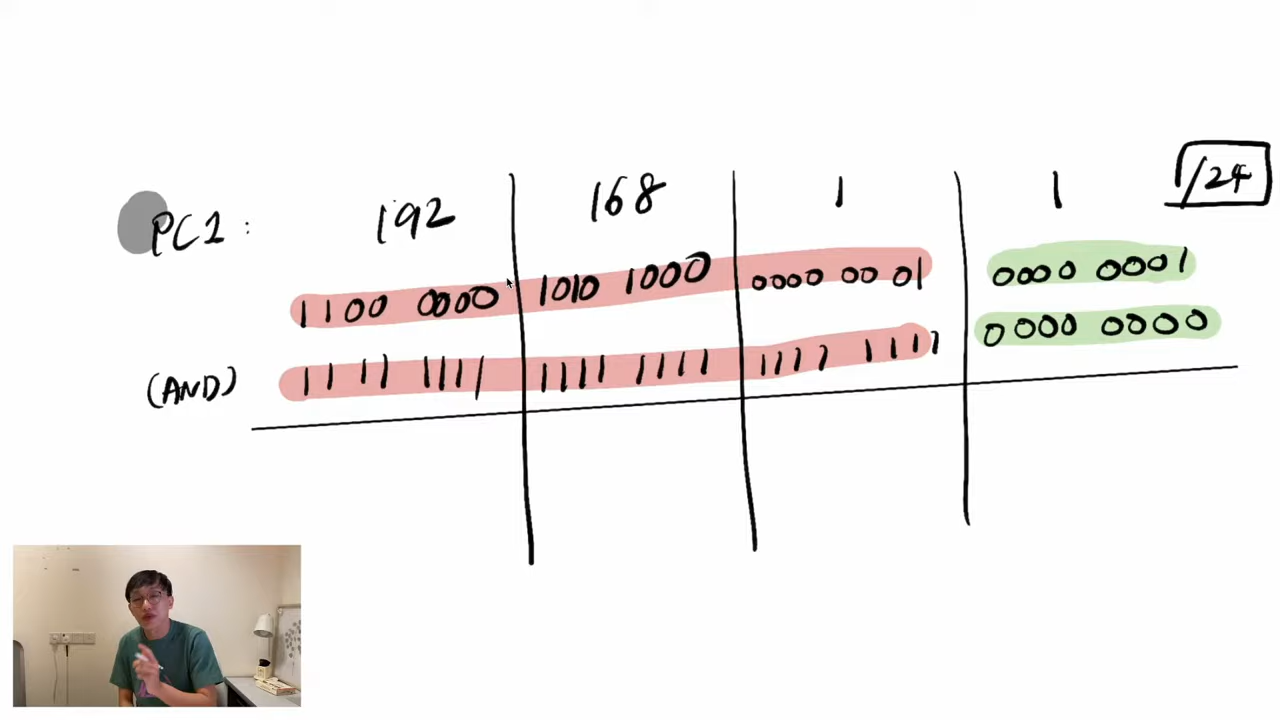 /24
PC1: 192 168 1 1
1100 0000 1010 1000 0000 0001 0000 0001
(AND) 1111 1111 1111 1111 1111 1111 0000 0000